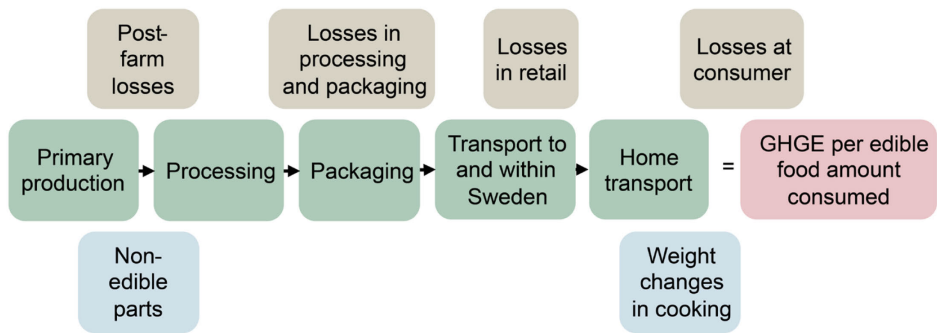 Post-
farm
losses
Losses in
processing
and packaging
Losses
in retail
Losses at
consumer
Primary
production
Processing
Packaging
Transport to
and within
Sweden
Home
transport
=
GHGE per edible
food amount
consumed
Non-
edible
parts
Weight
changes
in cooking